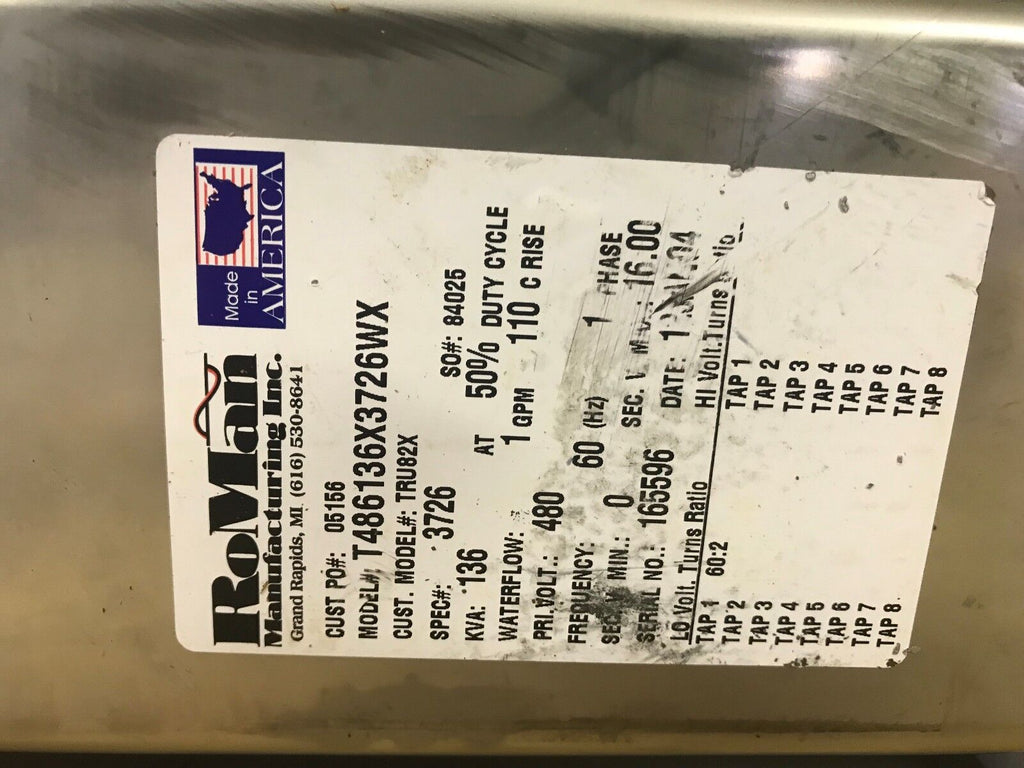 RoMan
Manufacturing Inc.
Grand Rapids, MI (616) 530-8641
Made
in
AMERICA
CUST PO#: 05156
MODEL#: T486136X3726WX
CUST. MODEL#: TRU82X
SPEC#: 3726 SO#: 84025
KVA: 136 AT 50% DUTY CYCLE
WATERFLOW: 1 GPM 110 C RISE
PRI.VOLT.: 480
FREQUENCY: 60 (Hz) 1 PHASE
SEC. V. MIN.: 0 SEC. V. 16.00
SERIAL NO.: 165596 DATE:
LO Volt. Turns Ratio HI Volt.Turns Ratio
TAP 1 60:2 TAP 1
TAP 2 TAP 2
TAP 3 TAP 3
TAP 4 TAP 4
TAP 5 TAP 5
TAP 6 TAP 6
TAP 7 TAP 7
TAP 8 TAP 8